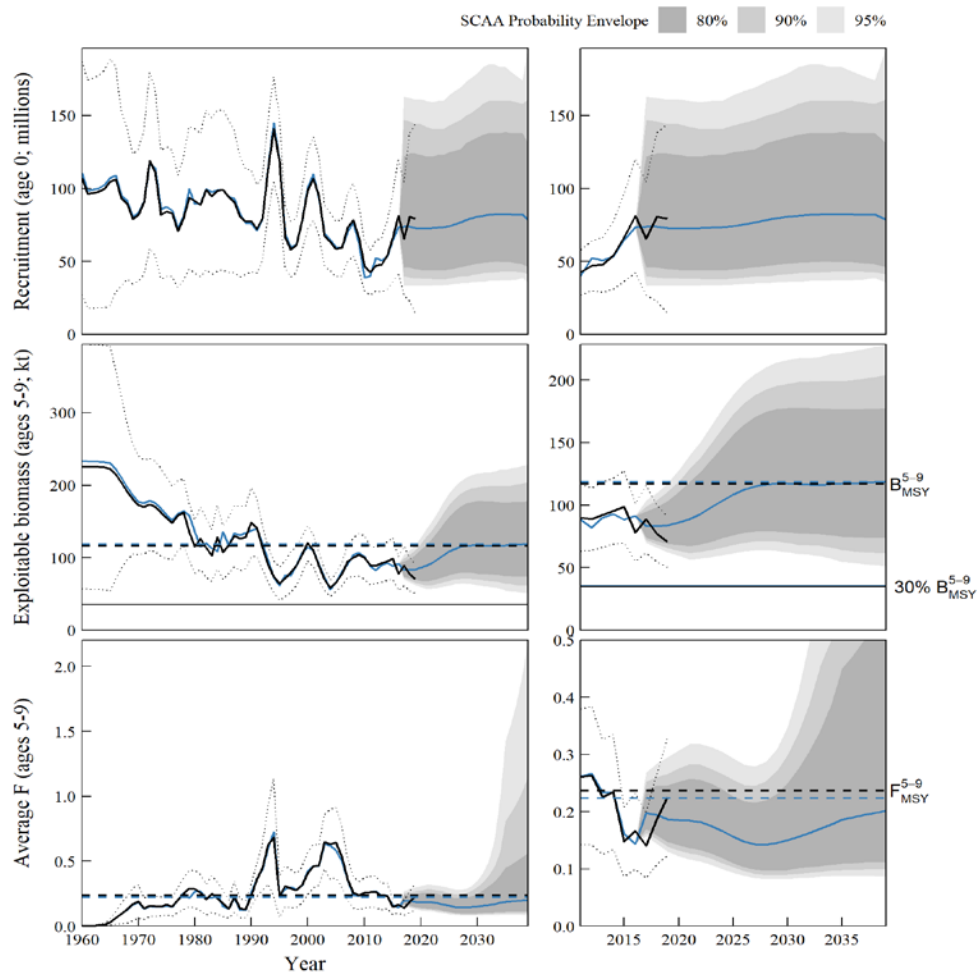 SCAA Probability Envelope 80% 90% 95%
Recruitment (age 0; millions)
150
100
50
0
150
100
50
0
Exploitable biomass (ages 5-9; kt)
300
200
100
0
200
150
100
50
0
B5–9MSY
30% B5–9MSY
Average F (ages 5-9)
2.0
1.5
1.0
0.5
0.0
0.5
0.4
0.3
0.2
0.1
0.0
F5–9MSY
1960 1970 1980 1990 2000 2010 2020 2030
2015 2020 2025 2030 2035
Year